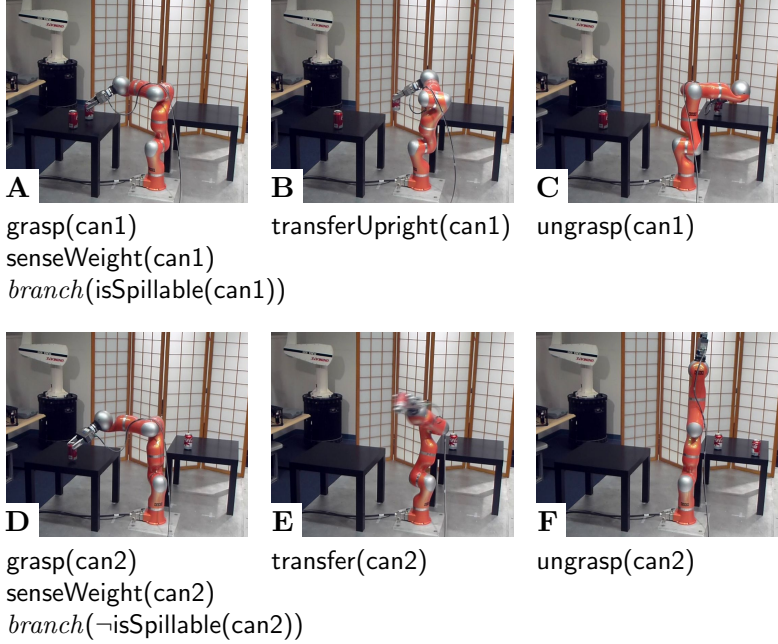 A
B
C
grasp(can1)
senseWeight(can1)
branch(isSpillable(can1))
transferUpright(can1)
ungrasp(can1)
D
E
F
grasp(can2)
senseWeight(can2)
branch(¬isSpillable(can2))
transfer(can2)
ungrasp(can2)